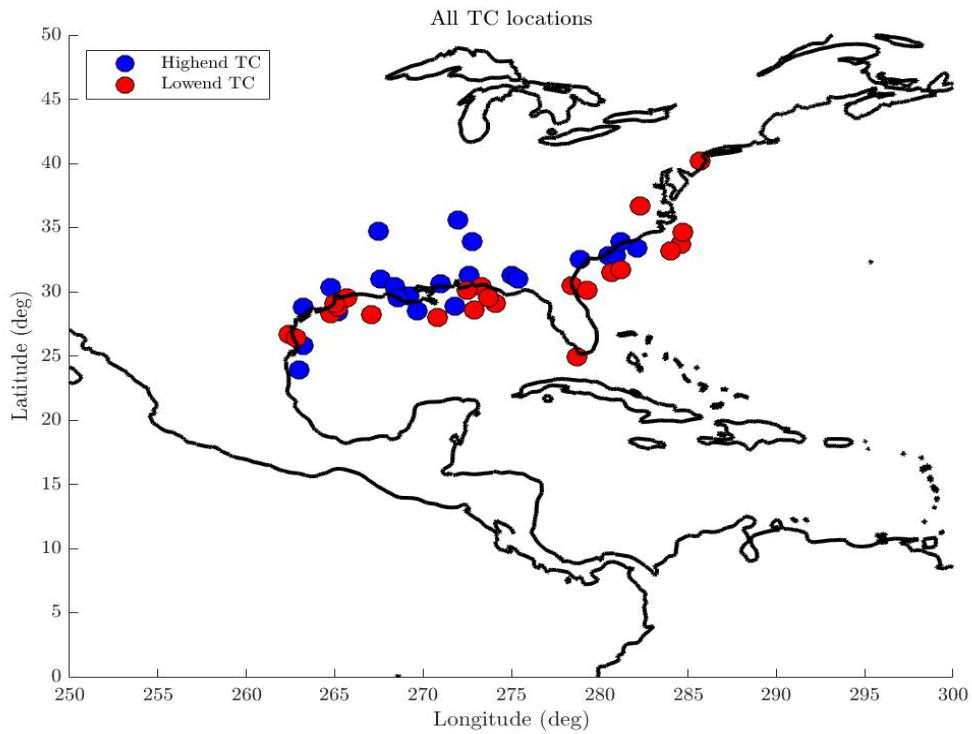 All TC locations
Highend TC
Lowend TC
50
45
40
35
30
25
20
15
10
5
0
Latitude (deg)
250 255 260 265 270 275 280 285 290 295 300
Longitude (deg)